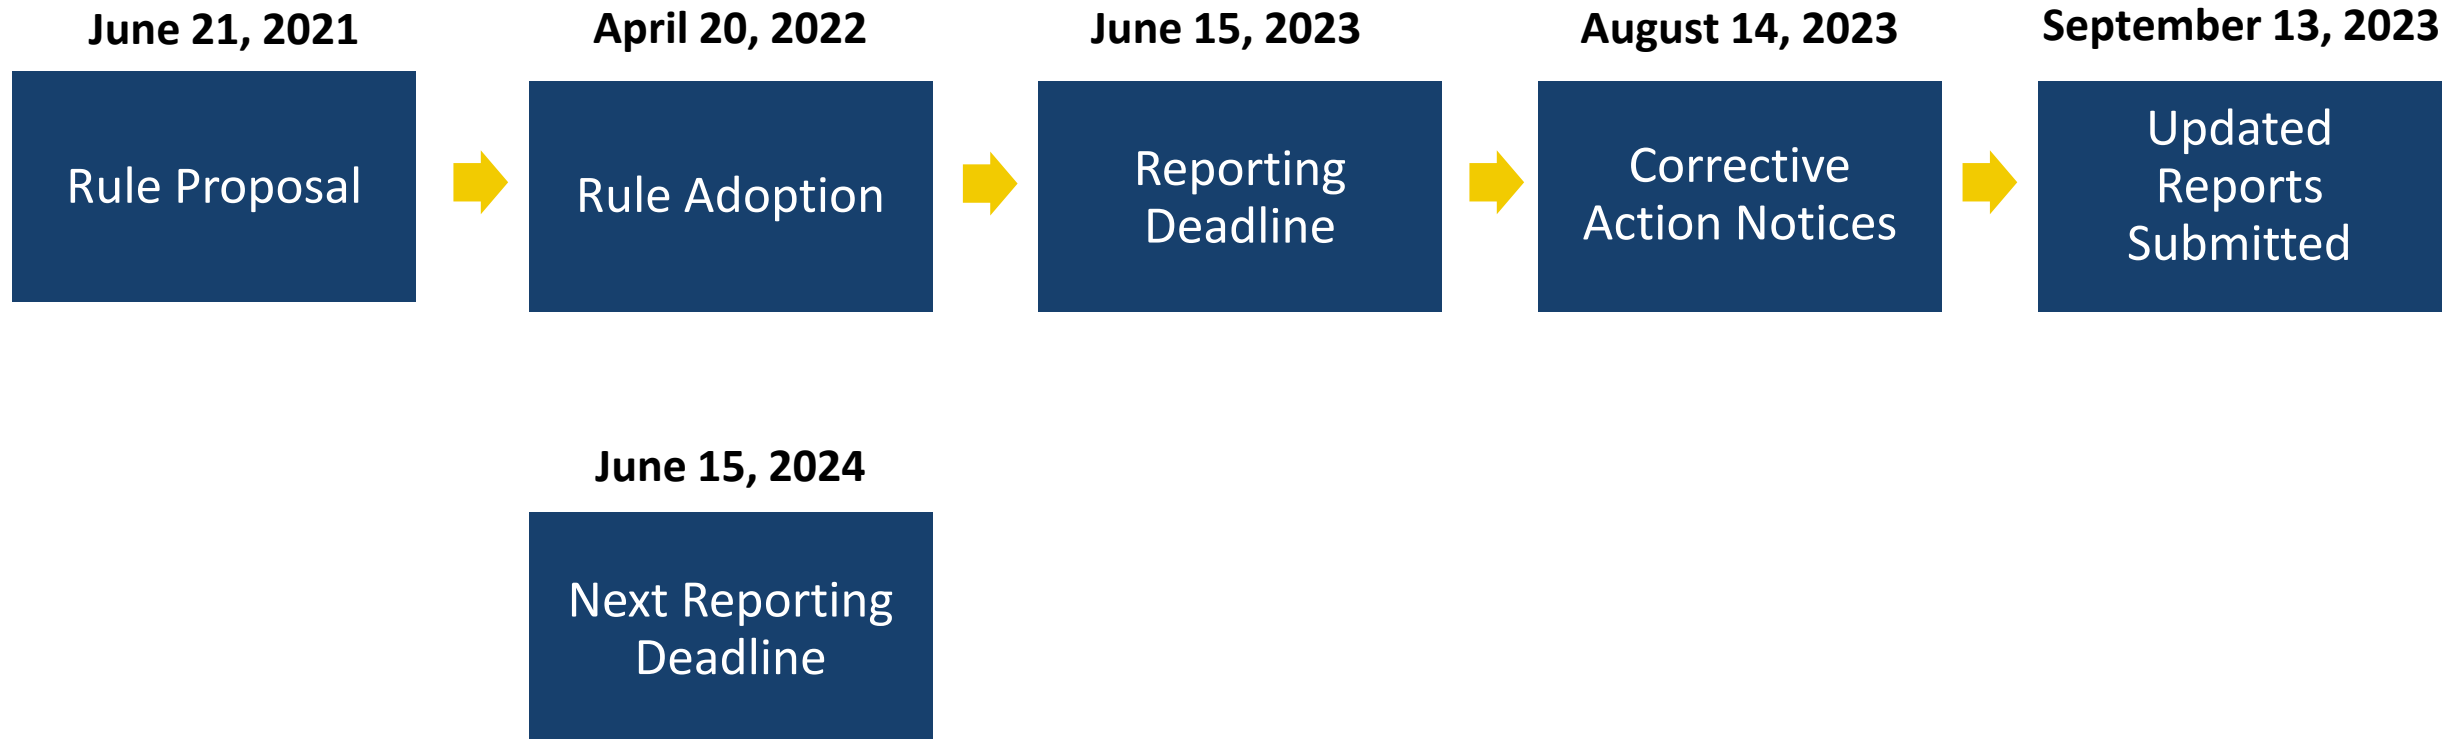 June 21, 2021
Rule Proposal
April 20, 2022
Rule Adoption
June 15, 2023
Reporting
Deadline
August 14, 2023
Corrective
Action Notices
September 13, 2023
Updated
Reports
Submitted
June 15, 2024
Next Reporting
Deadline